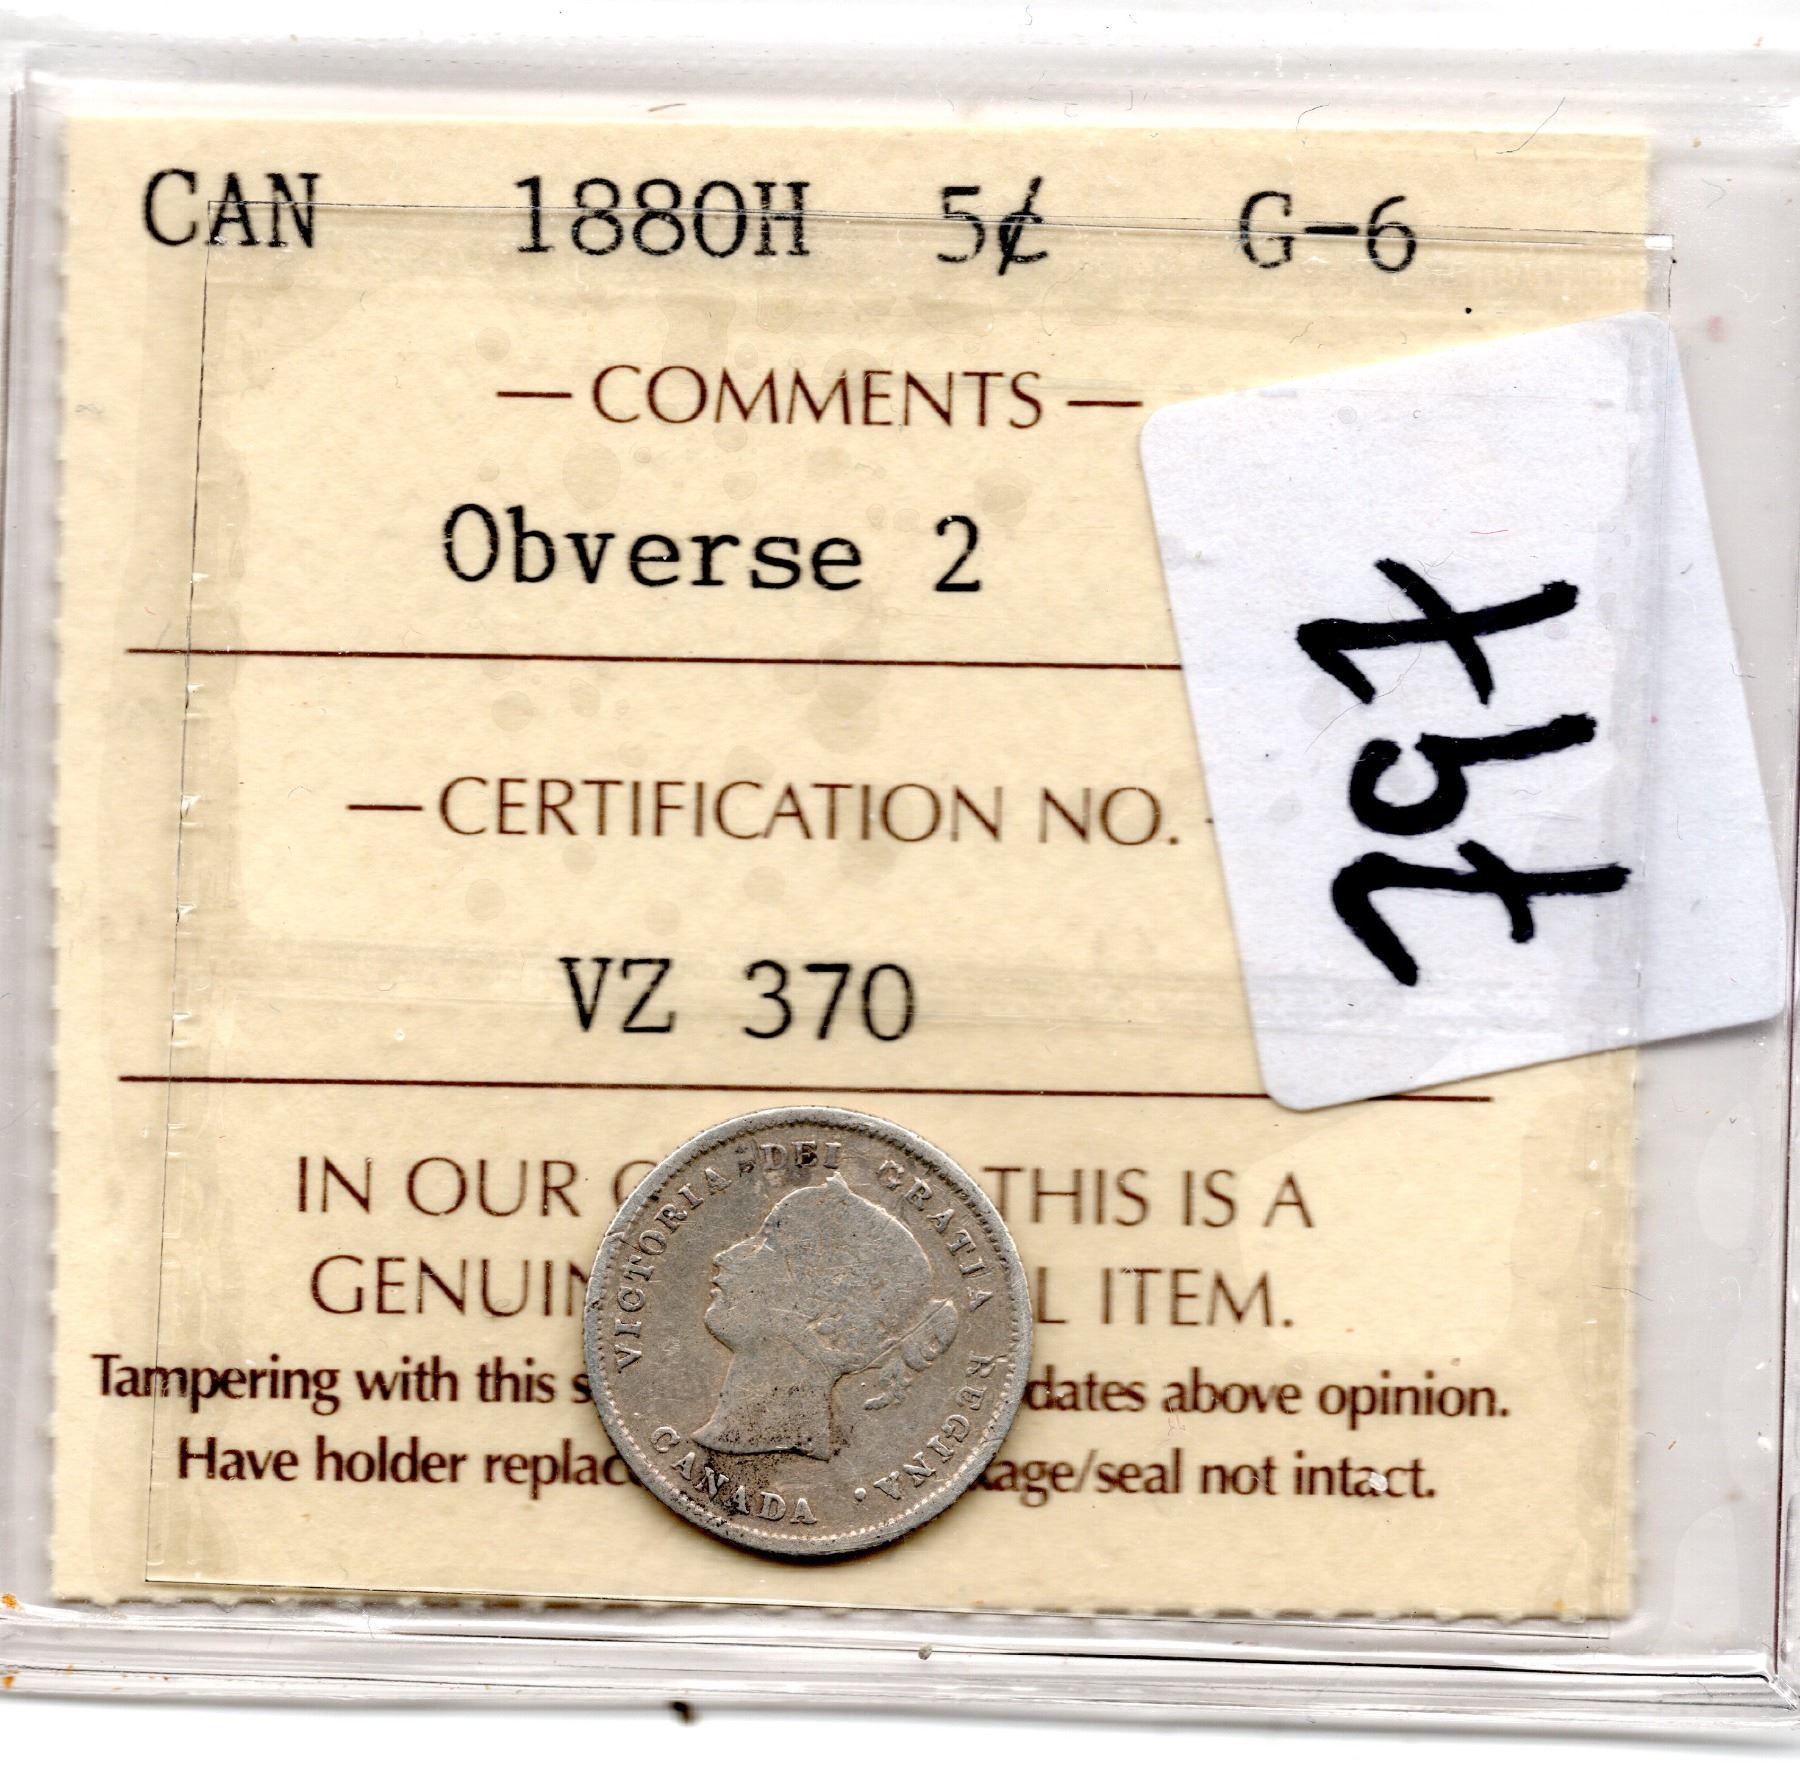 CAN 1880H 5¢ G-6
— COMMENTS —
Obverse 2
—CERTIFICATION NO.
VZ 370
797
IN OUR THIS IS A
GENUIN L ITEM.
Tampering with this s dates above opinion.
Have holder replac kage/seal not intact.
VICTORIA DEI GRATIA REGINA.
CANADA